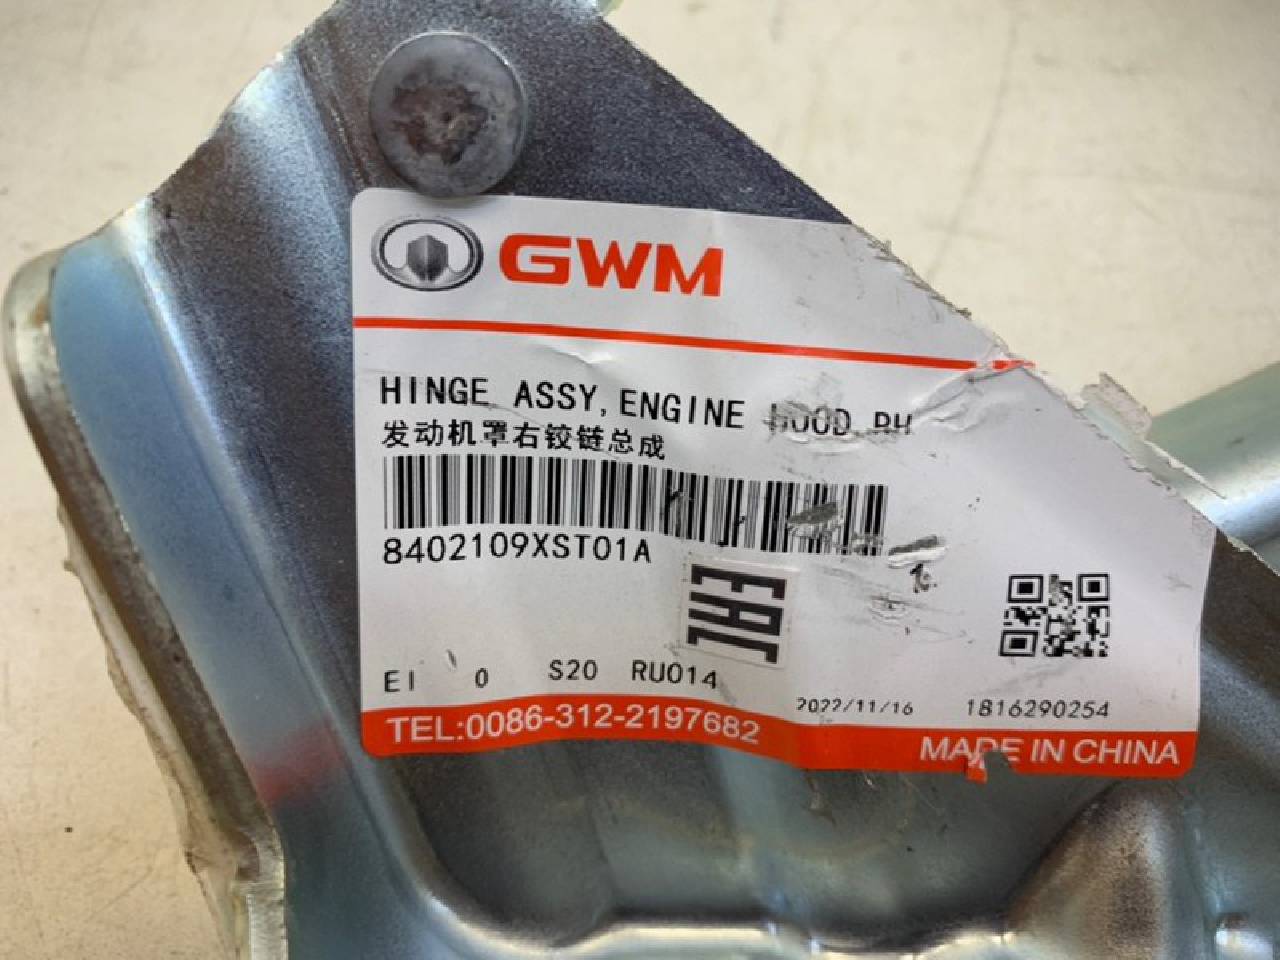 GWM
HINGE ASSY,ENGINE HOOD RH
发动机罩右铰链总成
8402109XST01A
EAC
EI 0 S20 RU014
2022/11/16 1816290254
TEL:0086-312-2197682
MADE IN CHINA